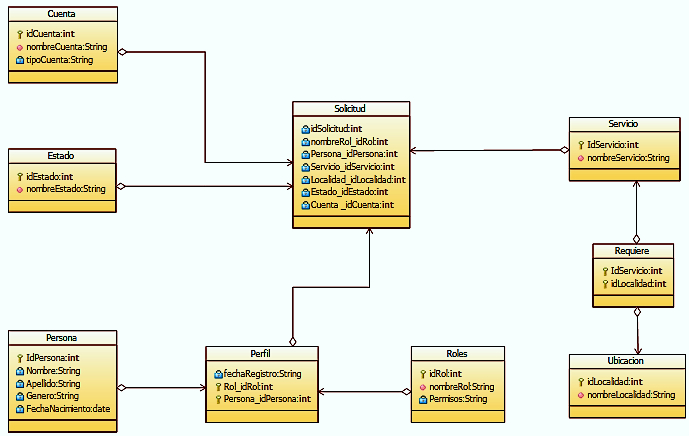 Cuenta
idCuenta:int
nombreCuenta:String
tipoCuenta:String
Estado
idEstado:int
nombreEstado:String
Solicitud
idSolicitud:int
nombreRol_idRol:int
Persona_idPersona:int
Servicio_idServicio:int
Localidad_idLocalidad:int
Estado_idEstado:int
Cuenta _idCuenta:int
Servicio
IdServicio:int
nombreServicio:String
Requiere
IdServicio:int
idLocalidad:int
Persona
IdPersona:int
Nombre:String
Apellido:String
Genero:String
FechaNacimiento:date
Perfil
fechaRegistro:String
Rol_idRol:int
Persona_idPersona:int
Roles
idRol:int
nombreRol:String
Permisos:String
Ubicacion
idLocalidad:int
nombreLocalidad:String